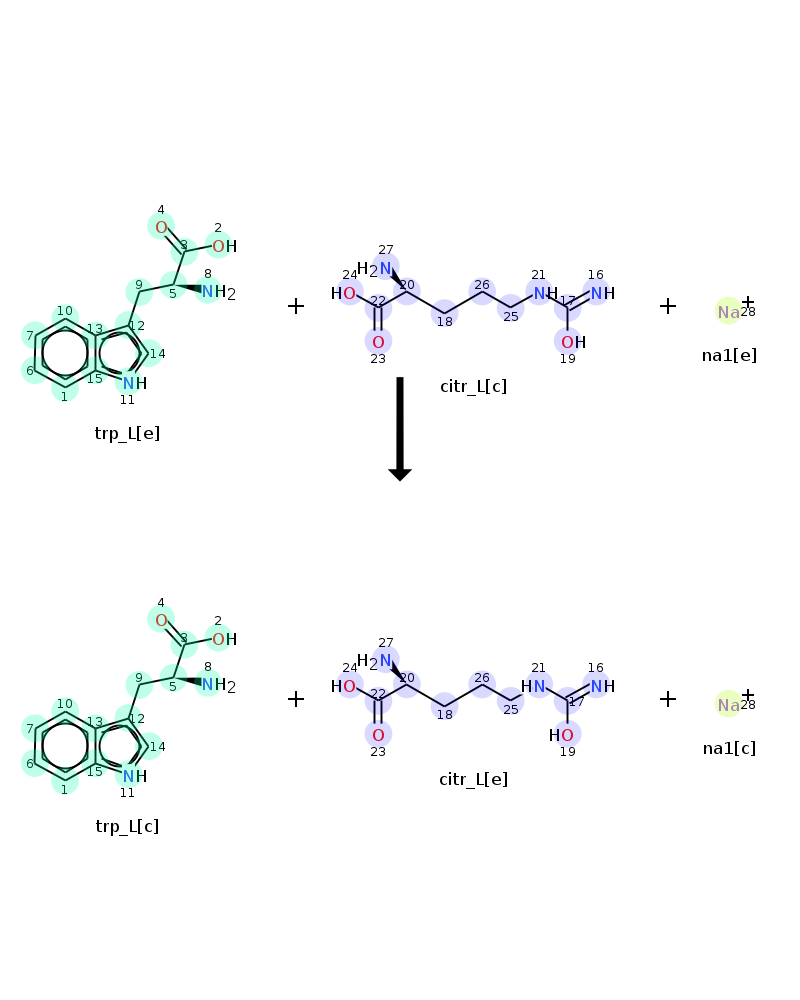 4
2
3
O
OH
8
5
NH2
9
10
13
12
7
14
6
15
NH
1
11
trp_L[e]
+
27
H2N
24
20
26
21
16
HO
22
NH
17
NH
18
25
O
OH
23
19
citr_L[c]
+
Na+
28
na1[e]
4
2
3
O
OH
8
5
NH2
9
10
13
12
7
14
6
15
NH
1
11
trp_L[c]
+
27
H2N
24
20
26
21
16
HO
22
HN
17
NH
18
25
O
HO
23
19
citr_L[e]
+
Na+
28
na1[c]